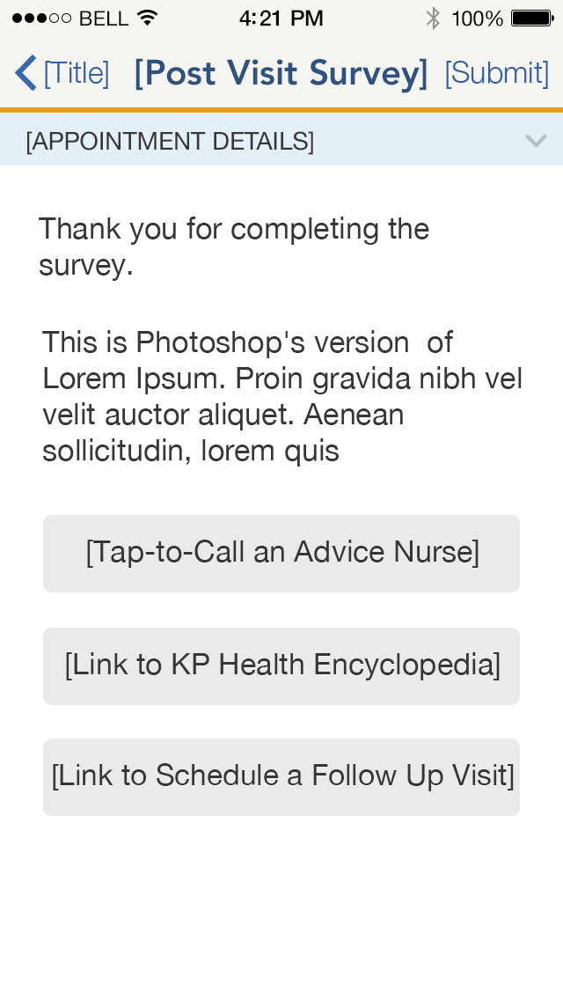 BELL 4:21 PM 100%
[Title] [Post Visit Survey] [Submit]
[APPOINTMENT DETAILS]
Thank you for completing the
survey.
This is Photoshop's version  of
Lorem Ipsum. Proin gravida nibh vel
velit auctor aliquet. Aenean
sollicitudin, lorem quis
[Tap-to-Call an Advice Nurse]
[Link to KP Health Encyclopedia]
[Link to Schedule a Follow Up Visit]